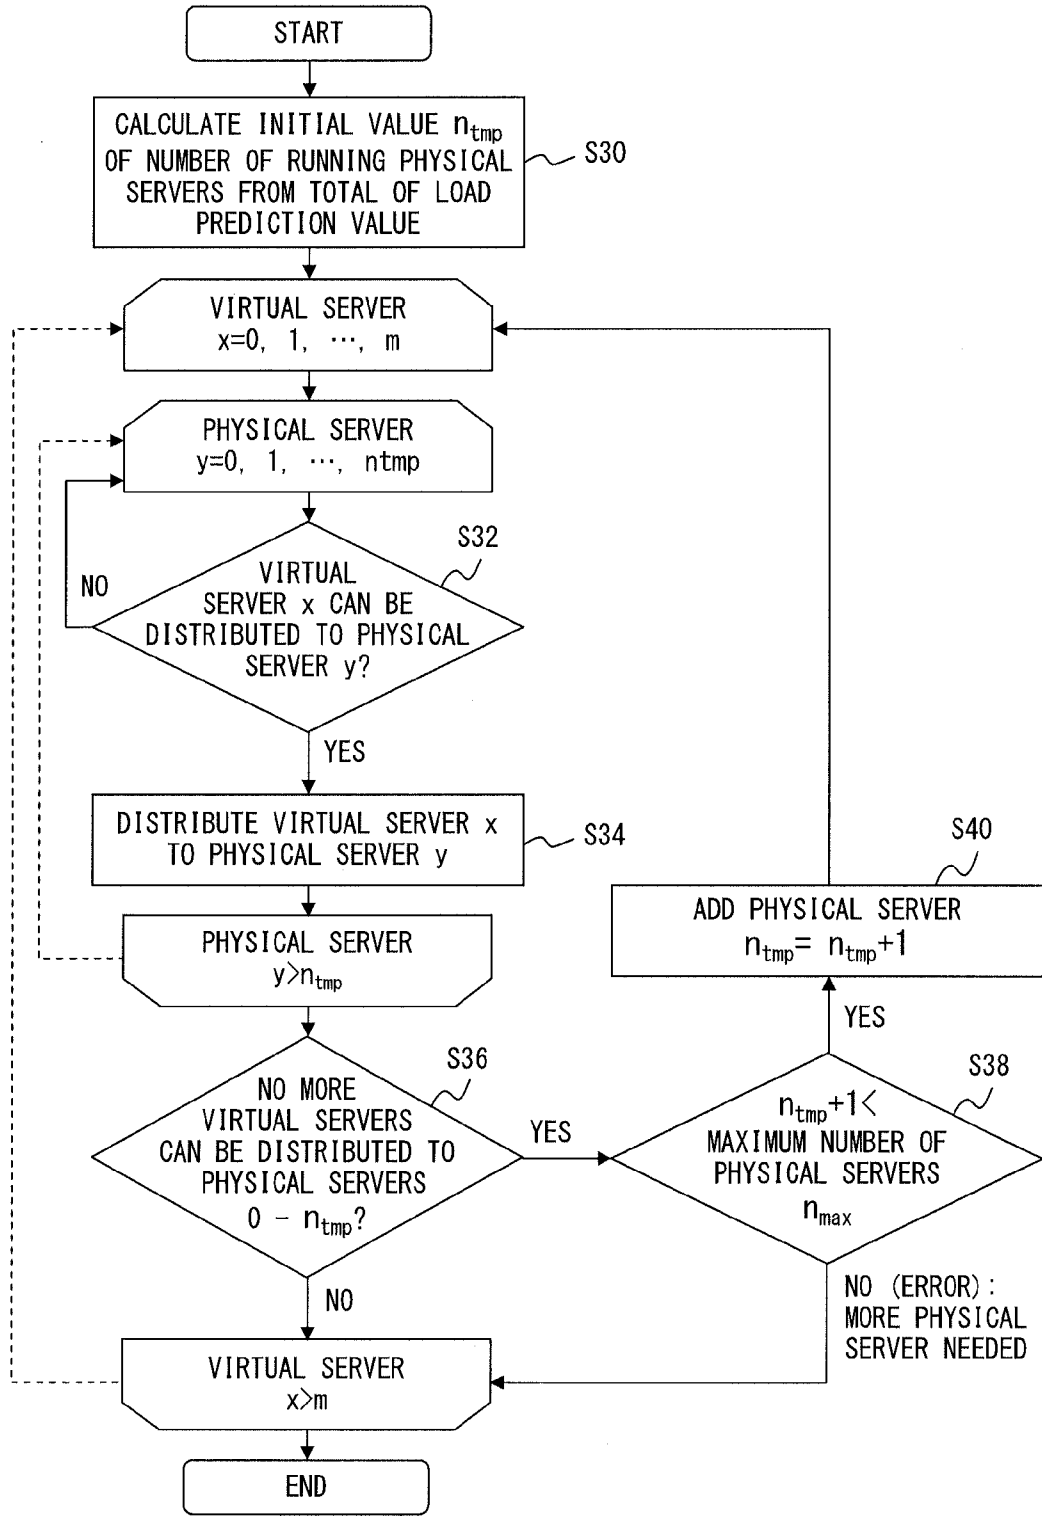 START
CALCULATE INITIAL VALUE ntmp
OF NUMBER OF RUNNING PHYSICAL
SERVERS FROM TOTAL OF LOAD
PREDICTION VALUE
S30
VIRTUAL SERVER
x=0, 1, ···, m
PHYSICAL SERVER
y=0, 1, ···, ntmp
S32
VIRTUAL
SERVER x CAN BE
DISTRIBUTED TO PHYSICAL
SERVER y?
NO
YES
DISTRIBUTE VIRTUAL SERVER x
TO PHYSICAL SERVER y
S34
PHYSICAL SERVER
y>ntmp
S36
NO MORE
VIRTUAL SERVERS
CAN BE DISTRIBUTED TO
PHYSICAL SERVERS
0 - ntmp?
YES
NO
S38
ntmp+1<
MAXIMUM NUMBER OF
PHYSICAL SERVERS
nmax
YES
S40
ADD PHYSICAL SERVER
ntmp= ntmp+1
NO (ERROR):
MORE PHYSICAL
SERVER NEEDED
VIRTUAL SERVER
x>m
END